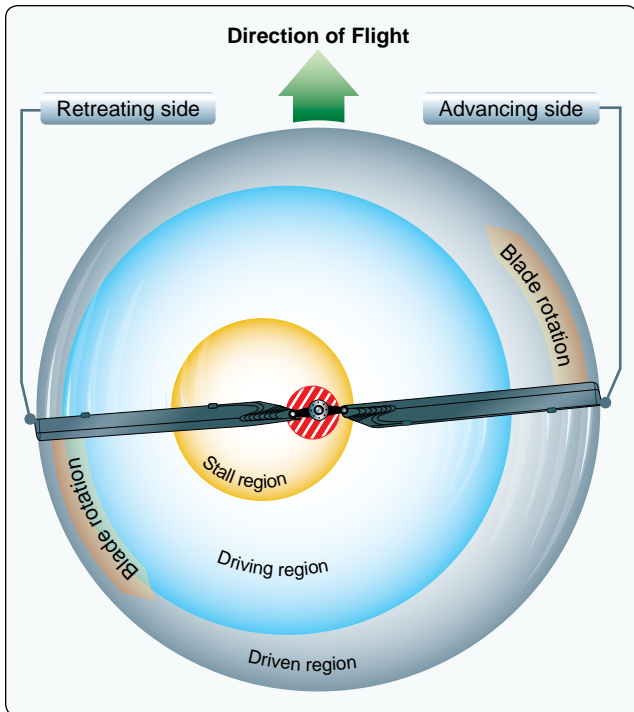 Direction of Flight
Retreating side
Advancing side
Blade rotation
Stall region
Blade rotation
Driving region
Driven region